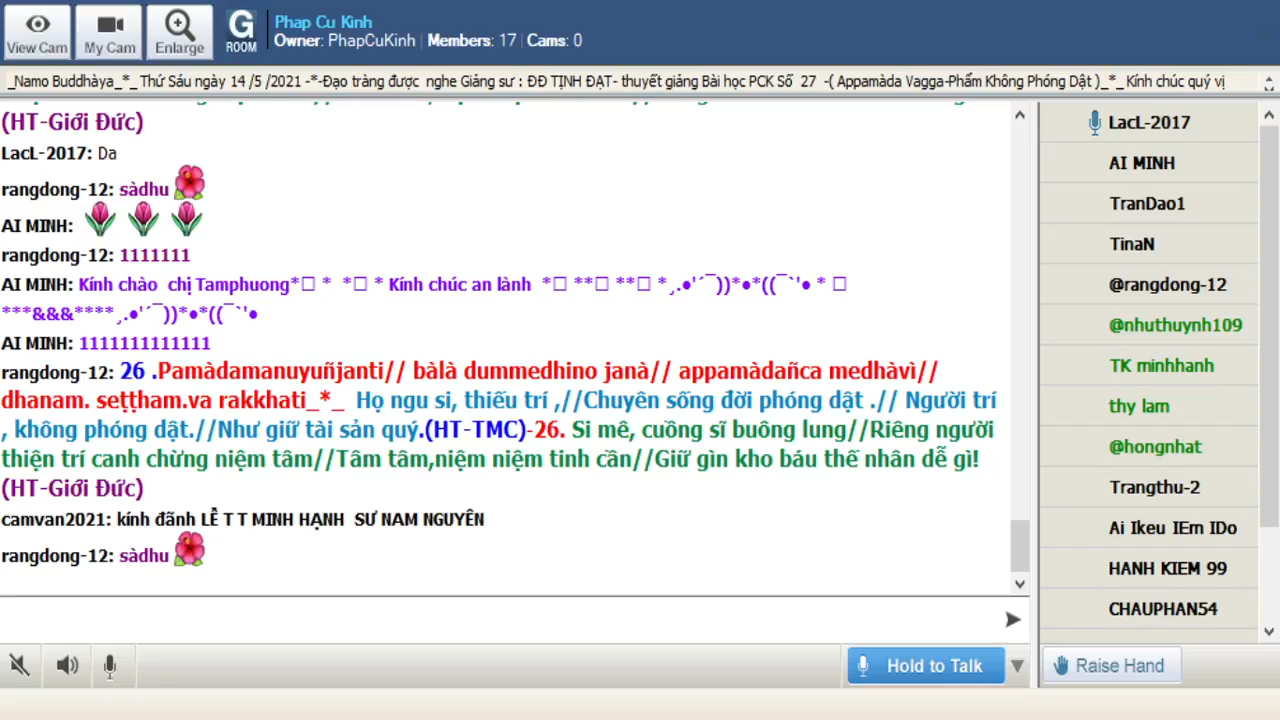 View Cam
My Cam
Enlarge
G
ROOM
Phap Cu Kinh
Owner: PhapCuKinh | Members: 17 | Cams: 0
_Namo Buddhàya_*_ Thứ Sáu ngày 14 /5 /2021 -*-Đạo tràng được nghe Giảng sư : ĐĐ TỊNH ĐẠT- thuyết giảng Bài học PCK Số 27 -( Appamàda Vagga-Phẩm Không Phóng Dật )_*_Kính chúc quý vị
(HT-Giới Đức)
LacL-2017: Da
rangdong-12: sàdhu
AI MINH:
rangdong-12: 1111111
AI MINH: Kính chào chị Tamphuong*□ * *□ * Kính chúc an lành *□ **□ **□ *¸.•'´¯))*•*((¯`'• * □
***&&&****¸.•'´¯))*•*((¯`'•
AI MINH: 1111111111111
rangdong-12: 26 .Pamàdamanuyuñjanti// bàlà dummedhino janà// appamàdañca medhàvì//
dhanam. seṭṭham.va rakkhati_*_ Họ ngu si, thiếu trí ,//Chuyên sống đời phóng dật .// Người trí
, không phóng dật.//Như giữ tài sản quý.(HT-TMC)-26. Si mê, cuồng sĩ buông lung//Riêng người
thiện trí canh chừng niệm tâm//Tâm tâm,niệm niệm tinh cần//Giữ gìn kho báu thế nhân dễ gì!
(HT-Giới Đức)
camvan2021: kính đãnh LỄ T T MINH HẠNH SƯ NAM NGUYÊN
rangdong-12: sàdhu
Hold to Talk
LacL-2017
AI MINH
TranDao1
TinaN
@rangdong-12
@nhuthuynh109
TK minhhanh
thy lam
@hongnhat
Trangthu-2
Ai Ikeu IEm IDo
HANH KIEM 99
CHAUPHAN54
Raise Hand